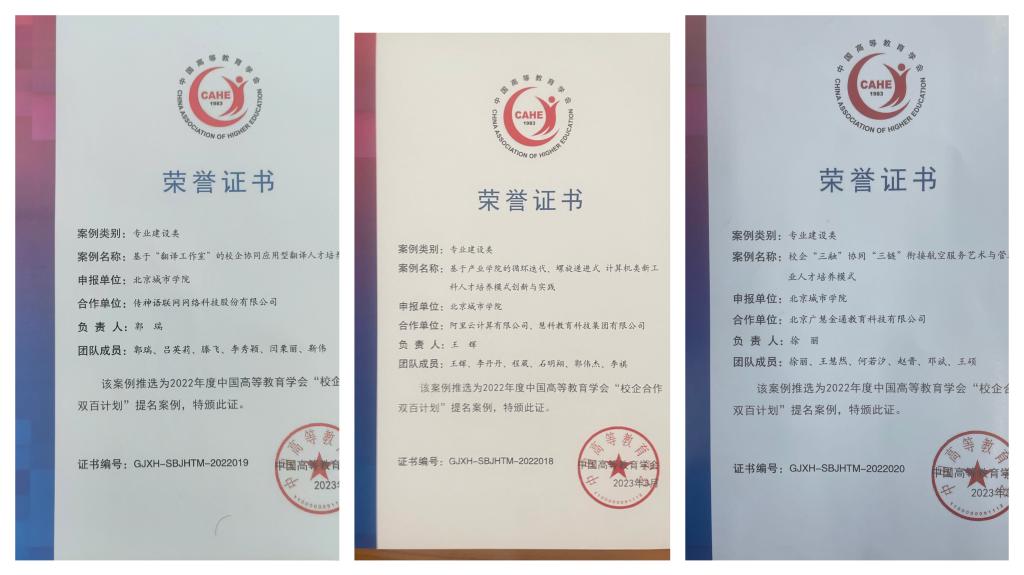 中国高等教育学会
CAHE
1983
CHINA ASSOCIATION OF HIGHER EDUCATION
荣誉证书
案例类别：专业建设类
案例名称：基于“翻译工作室”的校企协同应用型翻译人才培
申报单位：北京城市学院
合作单位：传神语联网网络科技股份有限公司
负 责 人：郭 瑞
团队成员：郭瑞、吕英莉、滕飞、李秀颖、闫果丽、靳伟
该案例推选为2022年度中国高等教育学会“校企
双百计划”提名案例，特颁此证。
证书编号：GJXH-SBJHTM-2022019
中国高等教育
2023
中国高等教育学会
CAHE
1983
CHINA ASSOCIATION OF HIGHER EDUCATION
荣誉证书
案例类别：专业建设类
案例名称：基于产业学院的循环迭代、螺旋递进式 计算机类新工
科人才培养模式创新与实践
申报单位：北京城市学院
合作单位：阿里云计算有限公司、慧科教育科技集团有限公司
负 责 人：王 辉
团队成员：王辉、李丹丹、程葳、石明翔、郭伟杰、李祺
该案例推选为2022年度中国高等教育学会“校企合作
双百计划”提名案例，特颁此证。
证书编号：GJXH-SBJHTM-2022018
中国高等教育学会
2023年3月
中国高等教育学会
CAHE
1983
CHINA ASSOCIATION OF HIGHER EDUCATION
荣誉证书
案例类别：专业建设类
案例名称：校企“三融”协同“三链”衔接航空服务艺术与管
业人才培养模式
申报单位：北京城市学院
合作单位：北京广慧金通教育科技有限公司
负 责 人：徐 丽
团队成员：徐丽、王慧然、何若汐、赵晋、邓斌、王硕
该案例推选为2022年度中国高等教育学会“校企合
双百计划”提名案例，特颁此证。
证书编号：GJXH-SBJHTM-2022020
中国高等教育学
2023